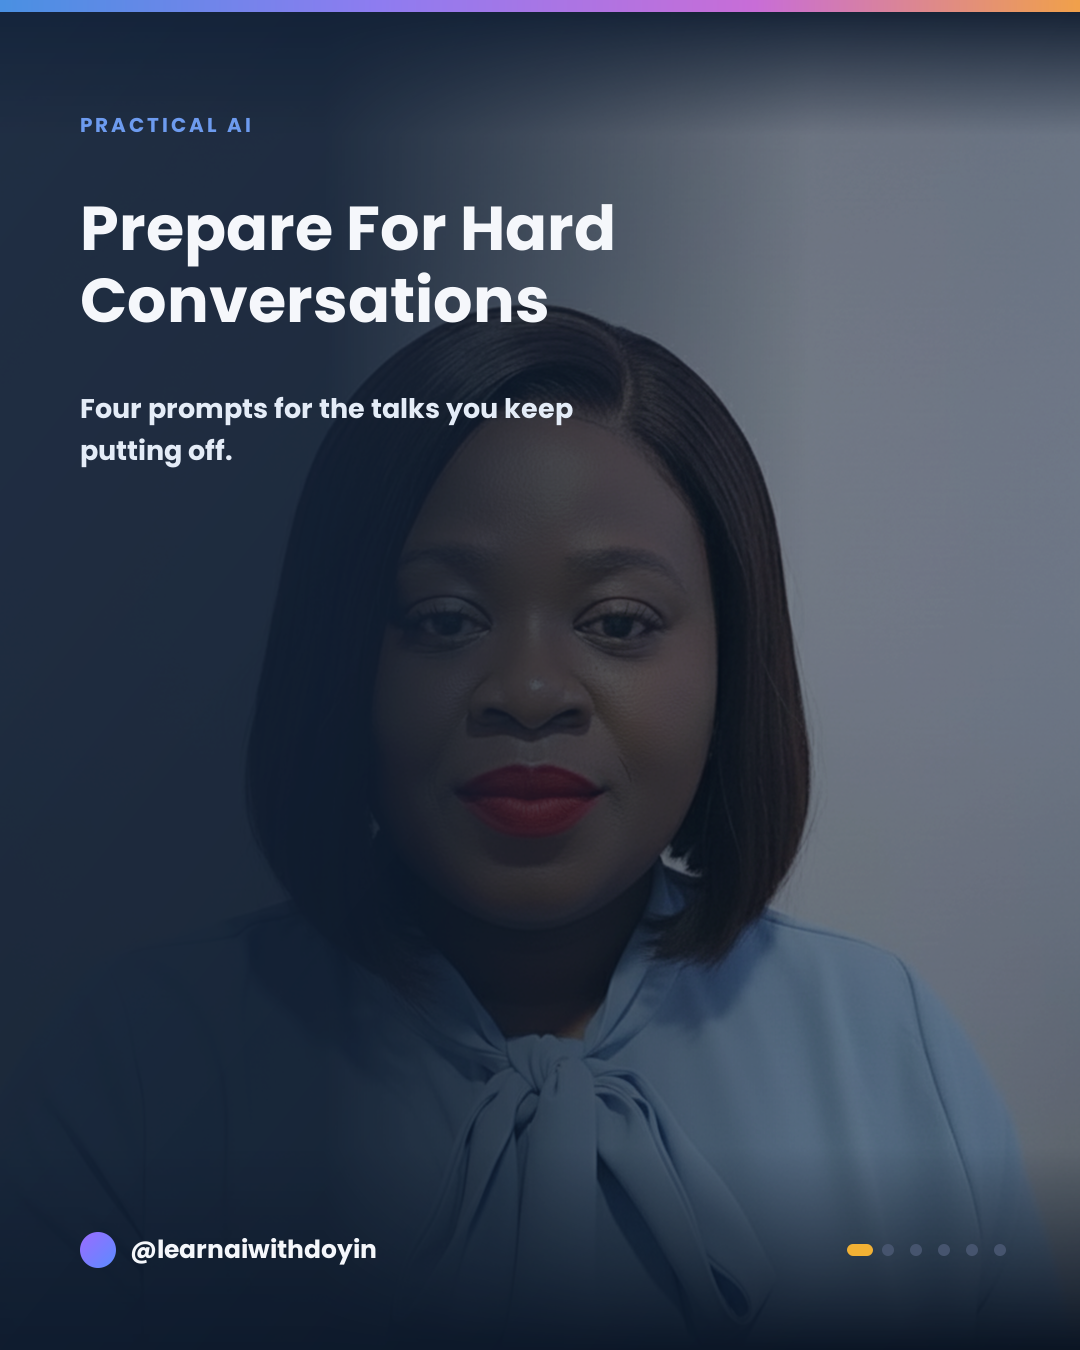 PRACTICAL AI
Prepare For Hard
Conversations
Four prompts for the talks you keep
putting off.
@learnaiwithdoyin